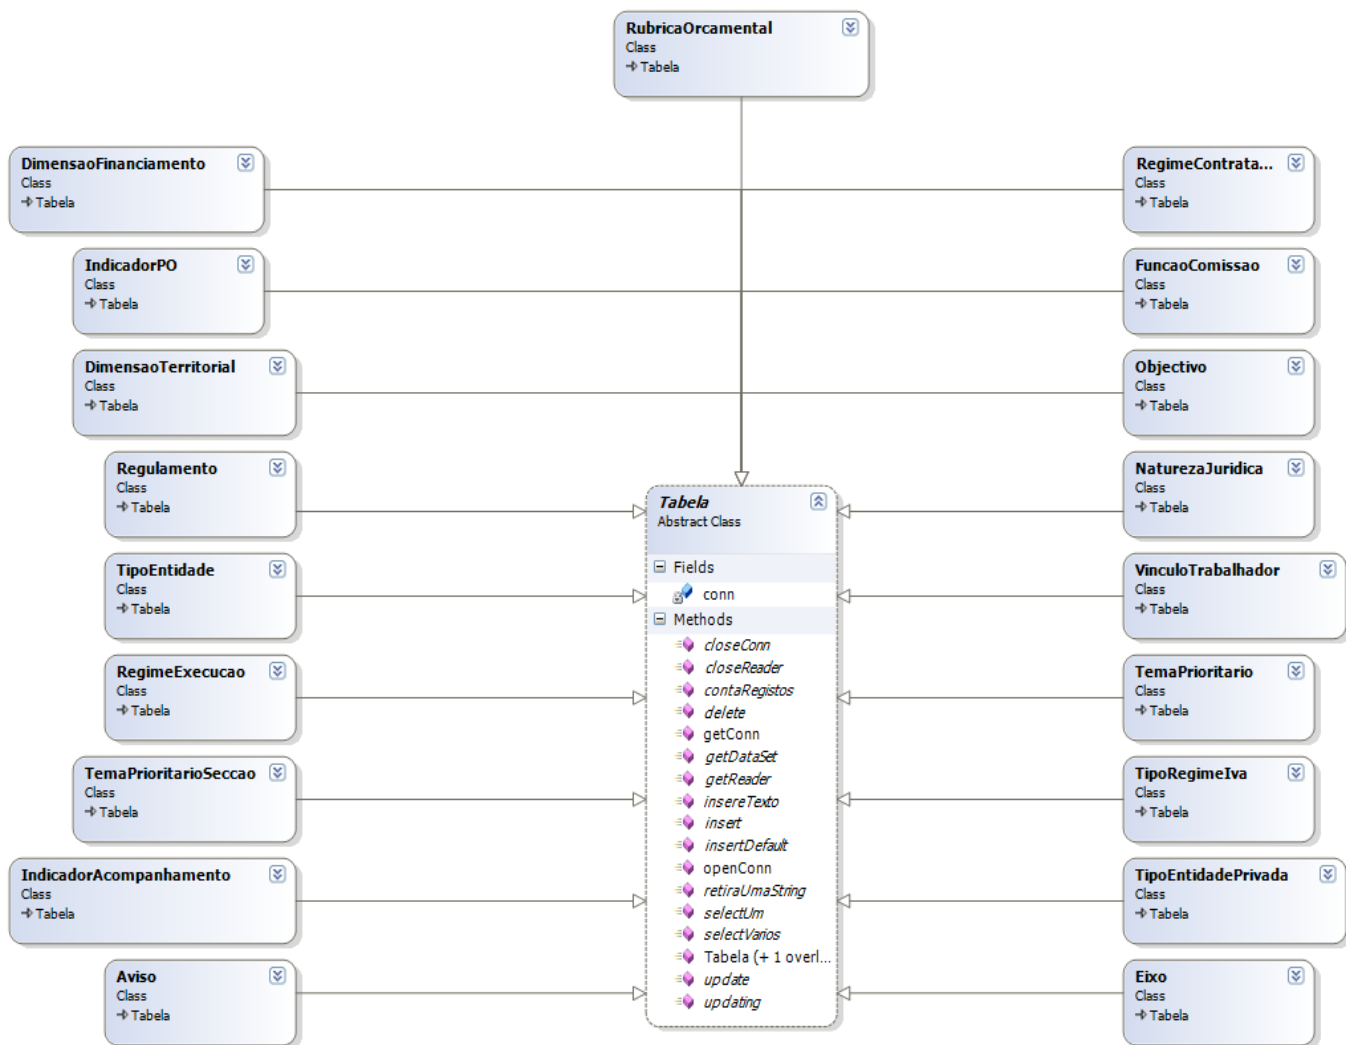 RubricaOrcamental
Class
Tabela
DimensaoFinanciamento
Class
Tabela
RegimeContrata...
Class
Tabela
IndicadorPO
Class
Tabela
FuncaoComissao
Class
Tabela
DimensaoTerritorial
Class
Tabela
Objectivo
Class
Tabela
Regulamento
Class
Tabela
NaturezaJuridica
Class
Tabela
TipoEntidade
Class
Tabela
VinculoTrabalhador
Class
Tabela
RegimeExecucao
Class
Tabela
TemaPrioritario
Class
Tabela
TemaPrioritarioSeccao
Class
Tabela
TipoRegimeIva
Class
Tabela
IndicadorAcompanhamento
Class
Tabela
TipoEntidadePrivada
Class
Tabela
Aviso
Class
Tabela
Eixo
Class
Tabela
Tabela
Abstract Class
Fields
conn
Methods
closeConn
closeReader
contaRegistos
delete
getConn
getDataSet
getReader
insereTexto
insert
insertDefault
openConn
retiraUmaString
selectUm
selectVarios
Tabela (+ 1 overl...
update
updating